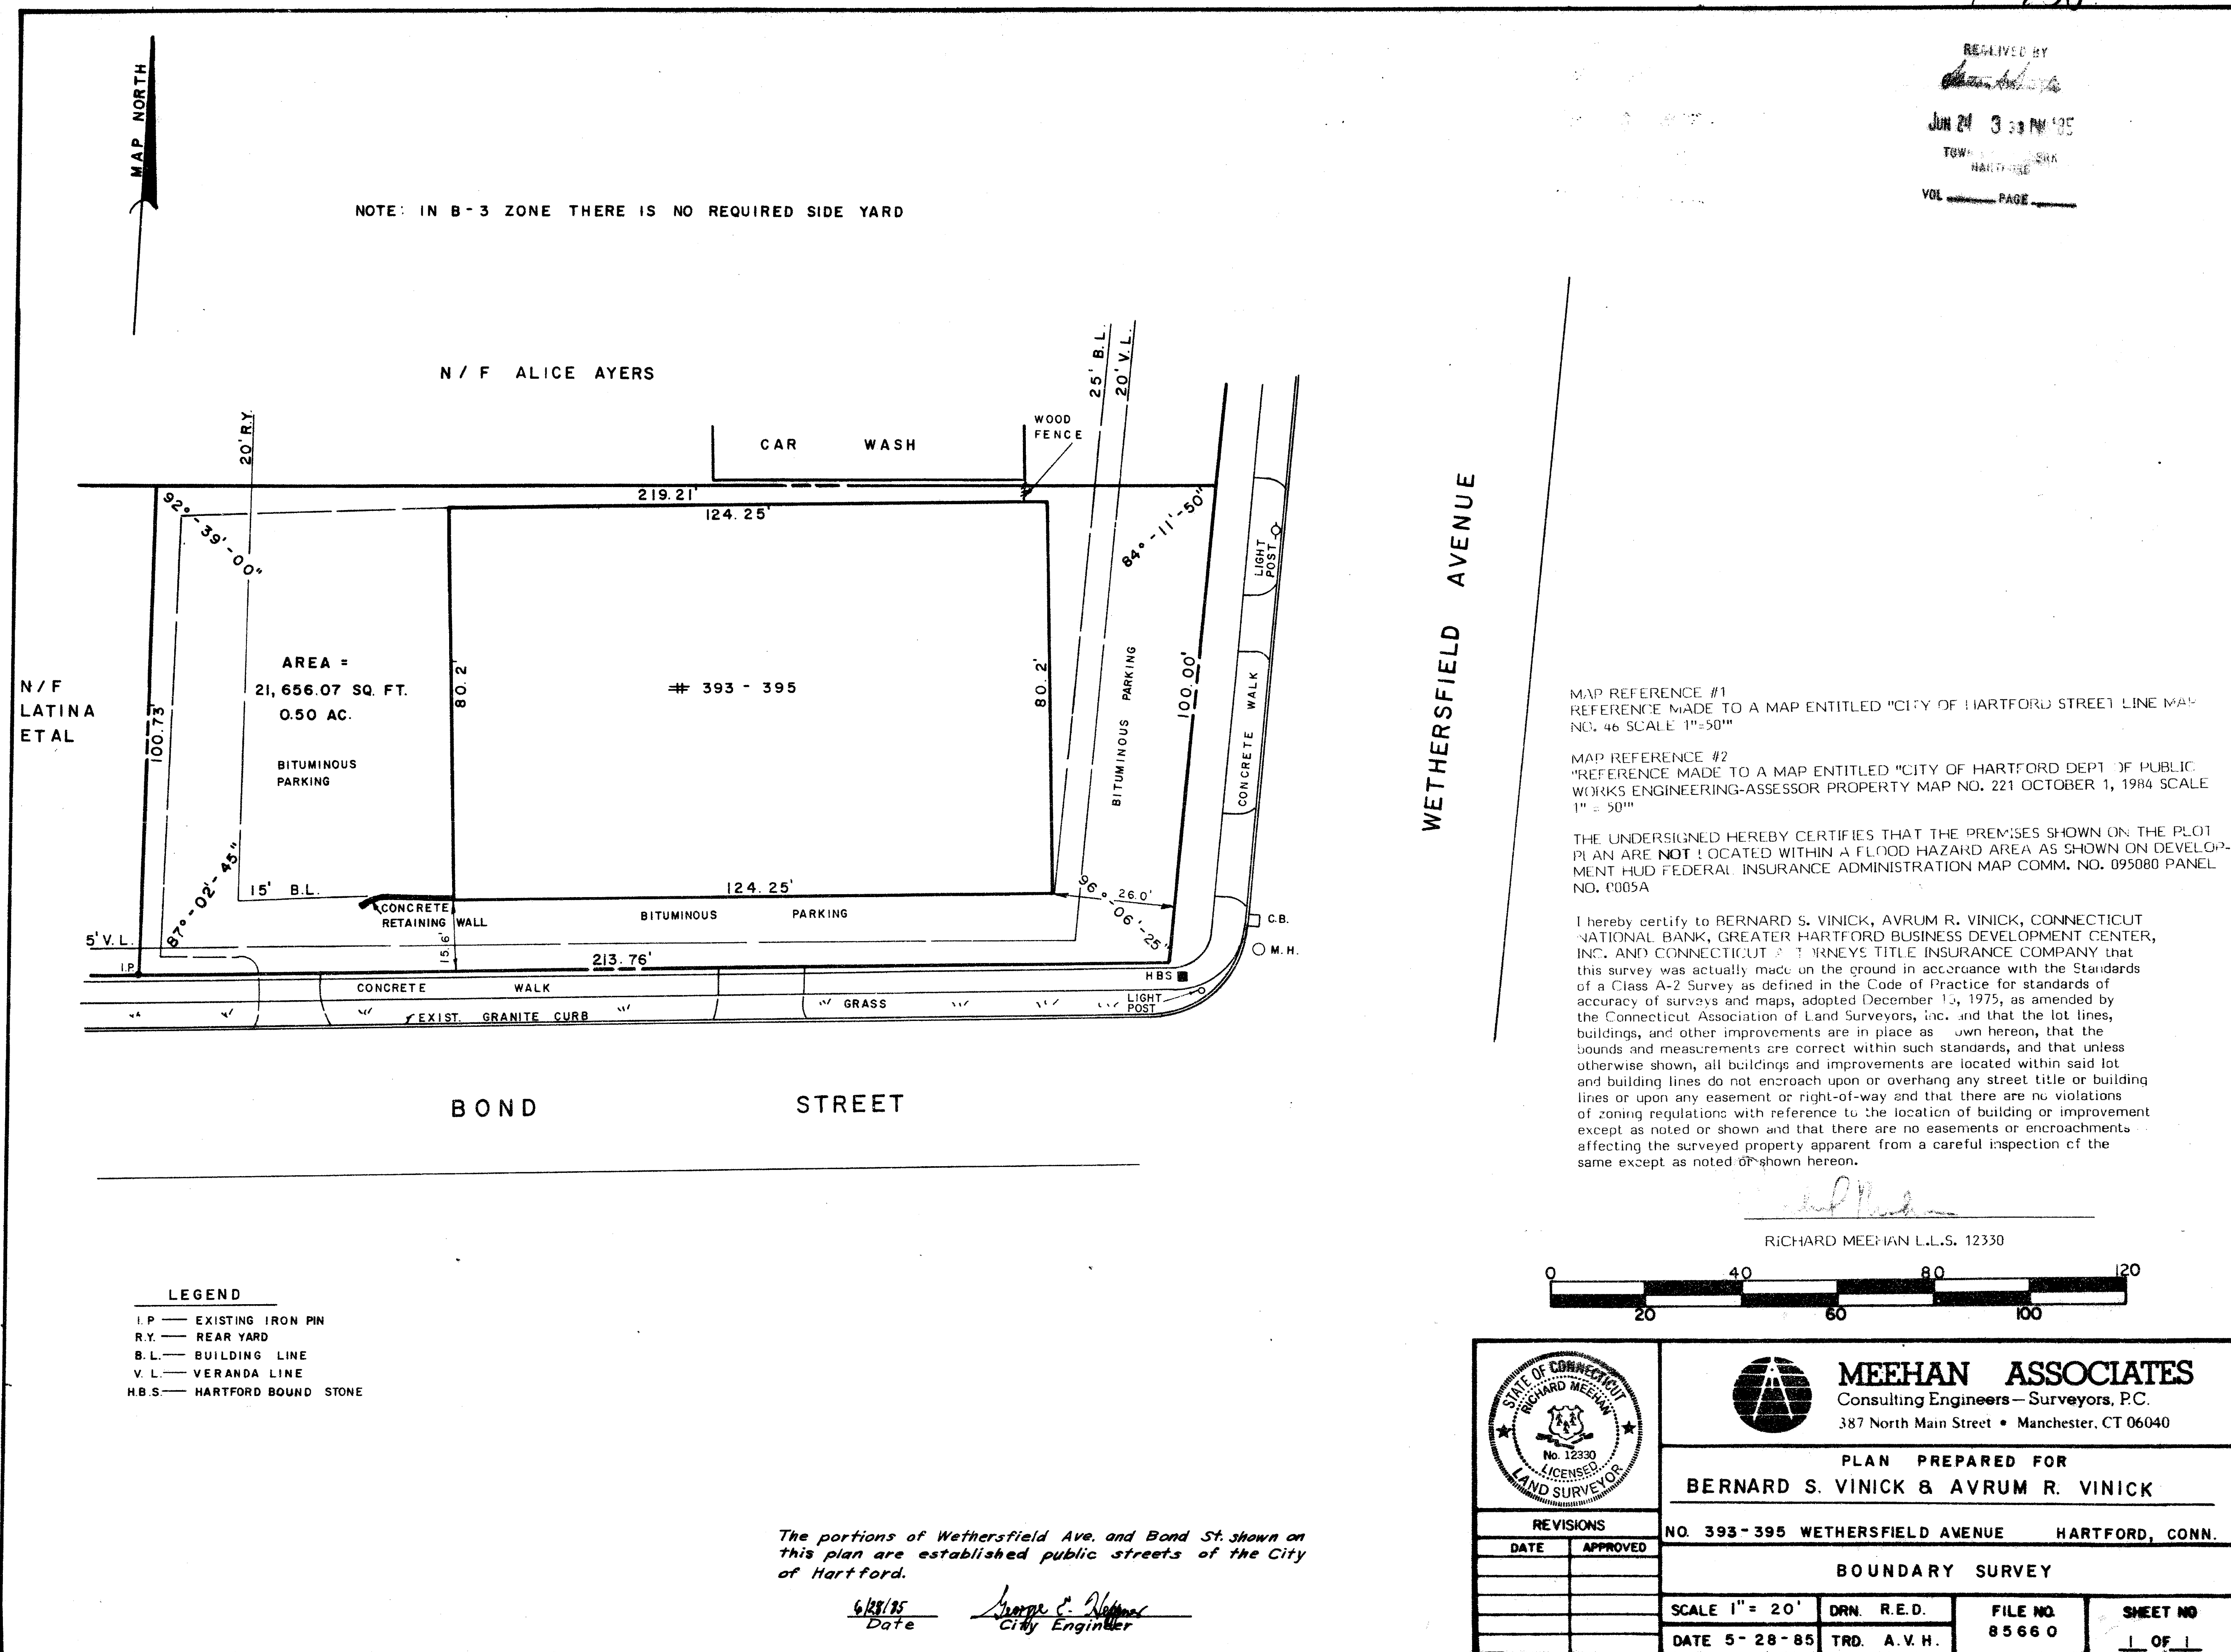 RECEIVED BY
JUN 24 3 33 PM '85
VOL PAGE
MAP NORTH
NOTE: IN B-3 ZONE THERE IS NO REQUIRED SIDE YARD
N/F ALICE AYERS
20' R.Y.
CAR WASH
WOOD
FENCE
25' B.L.
20' V.L.
219.21'
124.25'
92°-39'-00"
84°-11'-50"
LIGHT
POST
AREA =
21,656.07 SQ. FT.
0.50 AC.
# 393 - 395
80.2'
80.2'
N/F
LATINA
ET AL
100.73'
100.00'
BITUMINOUS
PARKING
BITUMINOUS PARKING
CONCRETE WALK
WETHERSFIELD AVENUE
87°-02'-45"
15' B.L.
124.25'
CONCRETE
RETAINING WALL
BITUMINOUS PARKING
96°-06'-25"
26.0'
C.B.
M.H.
5' V.L.
15.6'
I.P.
213.76'
HBS
CONCRETE WALK
GRASS
LIGHT
POST
EXIST. GRANITE CURB
BOND STREET
MAP REFERENCE #1
REFERENCE MADE TO A MAP ENTITLED "CITY OF HARTFORD STREET LINE MAP
NO. 46 SCALE 1"=50'"
MAP REFERENCE #2
"REFERENCE MADE TO A MAP ENTITLED "CITY OF HARTFORD DEPT OF PUBLIC
WORKS ENGINEERING-ASSESSOR PROPERTY MAP NO. 221 OCTOBER 1, 1984 SCALE
1" = 50'"
THE UNDERSIGNED HEREBY CERTIFIES THAT THE PREMISES SHOWN ON THE PLOT
PLAN ARE NOT LOCATED WITHIN A FLOOD HAZARD AREA AS SHOWN ON DEVELOP-
MENT HUD FEDERAL INSURANCE ADMINISTRATION MAP COMM. NO. 095080 PANEL
NO. 0005A
I hereby certify to BERNARD S. VINICK, AVRUM R. VINICK, CONNECTICUT
NATIONAL BANK, GREATER HARTFORD BUSINESS DEVELOPMENT CENTER,
INC. AND CONNECTICUT ATTORNEYS TITLE INSURANCE COMPANY that
this survey was actually made on the ground in accordance with the Standards
of a Class A-2 Survey as defined in the Code of Practice for standards of
accuracy of surveys and maps, adopted December , 1975, as amended by
the Connecticut Association of Land Surveyors, Inc. and that the lot lines,
buildings, and other improvements are in place as shown hereon, that the
bounds and measurements are correct within such standards, and that unless
otherwise shown, all buildings and improvements are located within said lot
and building lines do not encroach upon or overhang any street title or building
lines or upon any easement or right-of-way and that there are no violations
of zoning regulations with reference to the location of building or improvement
except as noted or shown and that there are no easements or encroachments
affecting the surveyed property apparent from a careful inspection of the
same except as noted or shown hereon.
RICHARD MEEHAN L.L.S. 12330
0 40 80 120
20 60 100
LEGEND
I.P — EXISTING IRON PIN
R.Y. — REAR YARD
B.L. — BUILDING LINE
V.L. — VERANDA LINE
H.B.S. — HARTFORD BOUND STONE
The portions of Wethersfield Ave. and Bond St. shown on
this plan are established public streets of the City
of Hartford.
6/28/85
Date City Engineer
STATE OF CONNECTICUT
RICHARD MEEHAN
No. 12330
LICENSED
LAND SURVEYOR
MEEHAN ASSOCIATES
Consulting Engineers—Surveyors, P.C.
387 North Main Street • Manchester, CT 06040
PLAN PREPARED FOR
BERNARD S. VINICK & AVRUM R. VINICK
NO. 393-395 WETHERSFIELD AVENUE HARTFORD, CONN.
BOUNDARY SURVEY
REVISIONS
DATE APPROVED
SCALE 1" = 20' DRN. R.E.D. FILE NO. 85660 SHEET NO
DATE 5-28-85 TRD. A.V.H. 1 OF 1